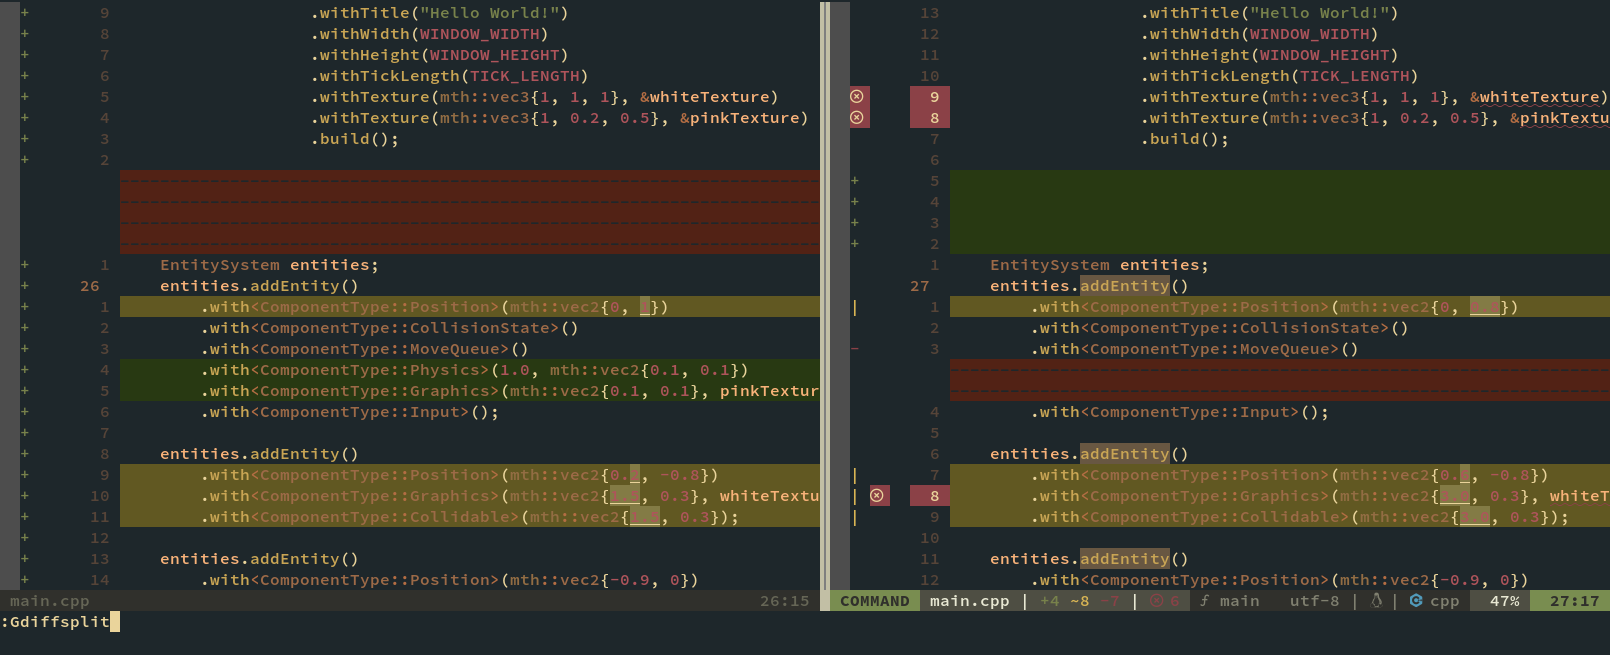 + 9 .withTitle("Hello World!")
+ 8 .withWidth(WINDOW_WIDTH)
+ 7 .withHeight(WINDOW_HEIGHT)
+ 6 .withTickLength(TICK_LENGTH)
+ 5 .withTexture(mth::vec3{1, 1, 1}, &whiteTexture)
+ 4 .withTexture(mth::vec3{1, 0.2, 0.5}, &pinkTexture)
+ 3 .build();
+ 2
+ 1 EntitySystem entities;
+ 26 entities.addEntity()
+ 1 .with<ComponentType::Position>(mth::vec2{0, })
+ 2 .with<ComponentType::CollisionState>()
+ 3 .with<ComponentType::MoveQueue>()
+ 4 .with<ComponentType::Physics>(1.0, mth::vec2{0.1, 0.1})
+ 5 .with<ComponentType::Graphics>(mth::vec2{0.1, 0.1}, pinkTextur
+ 6 .with<ComponentType::Input>();
+ 7
+ 8 entities.addEntity()
+ 9 .with<ComponentType::Position>(mth::vec2{0. , -0.8})
+ 10 .with<ComponentType::Graphics>(mth::vec2{ , 0.3}, whiteTextu
+ 11 .with<ComponentType::Collidable>(mth::vec2{ , 0.3});
+ 12
+ 13 entities.addEntity()
+ 14 .with<ComponentType::Position>(mth::vec2{-0.9, 0})
main.cpp 26:15
13 .withTitle("Hello World!")
12 .withWidth(WINDOW_WIDTH)
11 .withHeight(WINDOW_HEIGHT)
10 .withTickLength(TICK_LENGTH)
9 .withTexture(mth::vec3{1, 1, 1}, &whiteTexture)
8 .withTexture(mth::vec3{1, 0.2, 0.5}, &pinkTextu
7 .build();
6
+ 5
+ 4
+ 3
+ 2
1 EntitySystem entities;
27 entities.addEntity()
| 1 .with<ComponentType::Position>(mth::vec2{0, })
2 .with<ComponentType::CollisionState>()
- 3 .with<ComponentType::MoveQueue>()
4 .with<ComponentType::Input>();
5
6 entities.addEntity()
| 7 .with<ComponentType::Position>(mth::vec2{0. , -0.8})
| 8 .with<ComponentType::Graphics>(mth::vec2{ , 0.3}, whiteT
| 9 .with<ComponentType::Collidable>(mth::vec2{ , 0.3});
10
11 entities.addEntity()
12 .with<ComponentType::Position>(mth::vec2{-0.9, 0})
COMMAND main.cpp | +4 ~8 -7 | 6 ƒ main utf-8 | | cpp 47% 27:17
:Gdiffsplit